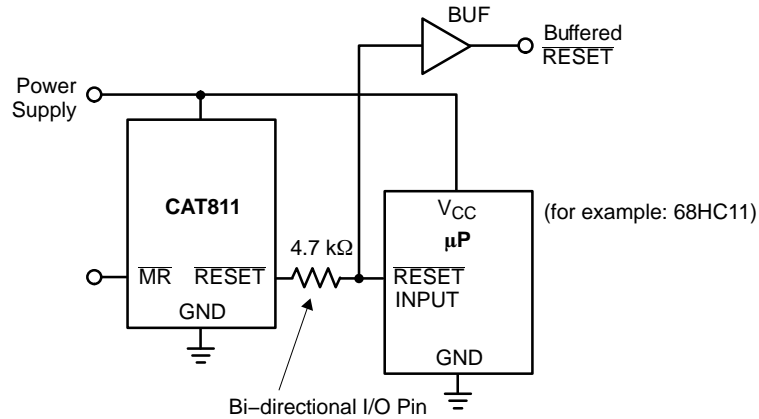 BUF
Buffered
RESET
Power
Supply
CAT811
VCC
(for example: 68HC11)
μP
4.7 kΩ
MR RESET
RESET
INPUT
GND
GND
Bi−directional I/O Pin